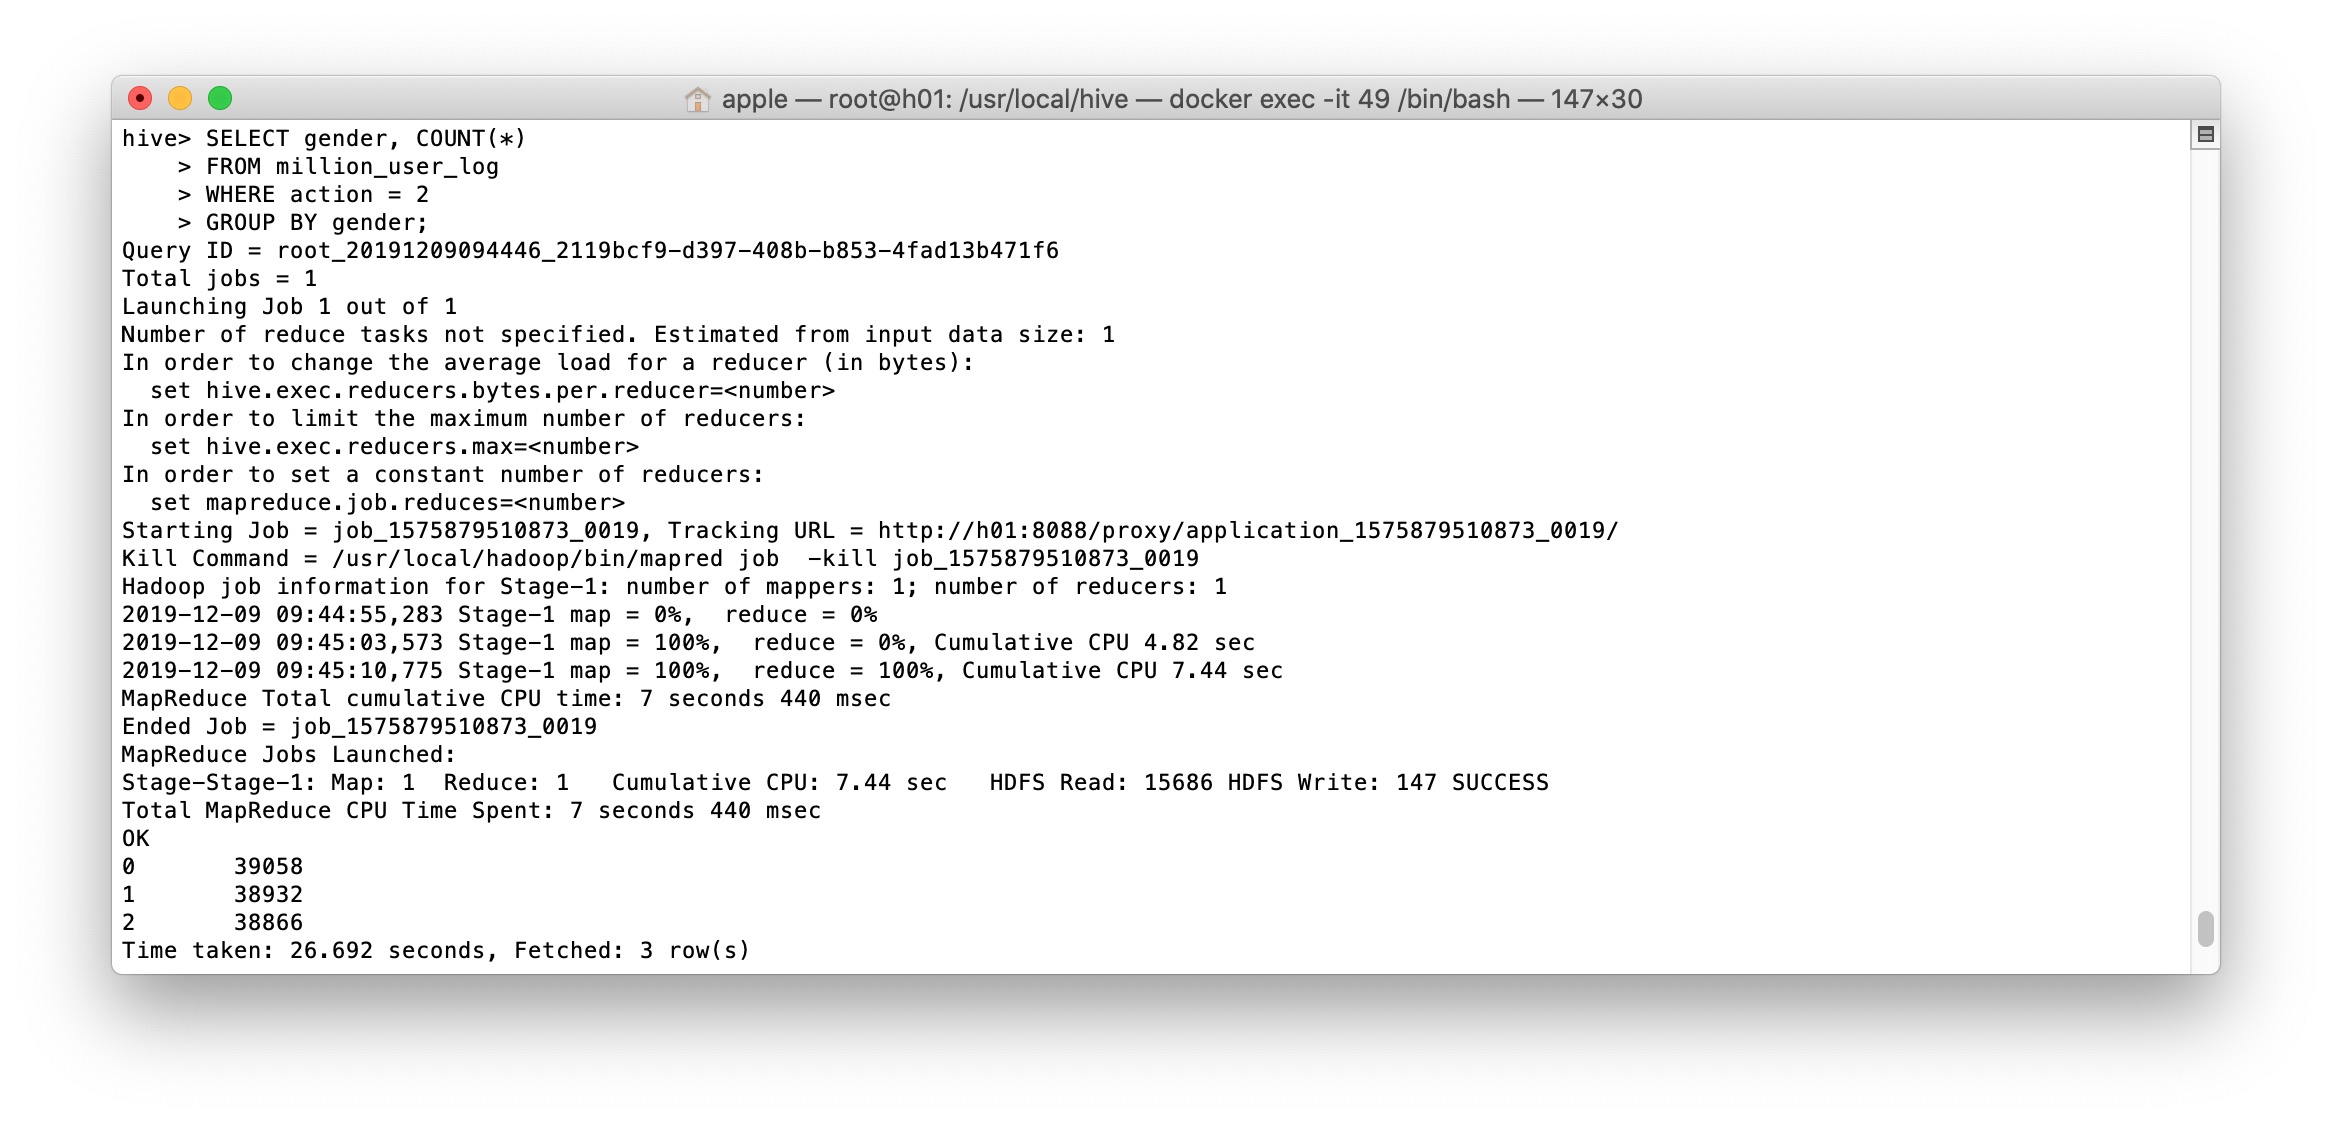 apple — root@h01: /usr/local/hive — docker exec -it 49 /bin/bash — 147×30
hive> SELECT gender, COUNT(*)
    > FROM million_user_log
    > WHERE action = 2
    > GROUP BY gender;
Query ID = root_20191209094446_2119bcf9-d397-408b-b853-4fad13b471f6
Total jobs = 1
Launching Job 1 out of 1
Number of reduce tasks not specified. Estimated from input data size: 1
In order to change the average load for a reducer (in bytes):
  set hive.exec.reducers.bytes.per.reducer=<number>
In order to limit the maximum number of reducers:
  set hive.exec.reducers.max=<number>
In order to set a constant number of reducers:
  set mapreduce.job.reduces=<number>
Starting Job = job_1575879510873_0019, Tracking URL = http://h01:8088/proxy/application_1575879510873_0019/
Kill Command = /usr/local/hadoop/bin/mapred job  -kill job_1575879510873_0019
Hadoop job information for Stage-1: number of mappers: 1; number of reducers: 1
2019-12-09 09:44:55,283 Stage-1 map = 0%,  reduce = 0%
2019-12-09 09:45:03,573 Stage-1 map = 100%,  reduce = 0%, Cumulative CPU 4.82 sec
2019-12-09 09:45:10,775 Stage-1 map = 100%,  reduce = 100%, Cumulative CPU 7.44 sec
MapReduce Total cumulative CPU time: 7 seconds 440 msec
Ended Job = job_1575879510873_0019
MapReduce Jobs Launched:
Stage-Stage-1: Map: 1  Reduce: 1   Cumulative CPU: 7.44 sec   HDFS Read: 15686 HDFS Write: 147 SUCCESS
Total MapReduce CPU Time Spent: 7 seconds 440 msec
OK
0       39058
1       38932
2       38866
Time taken: 26.692 seconds, Fetched: 3 row(s)